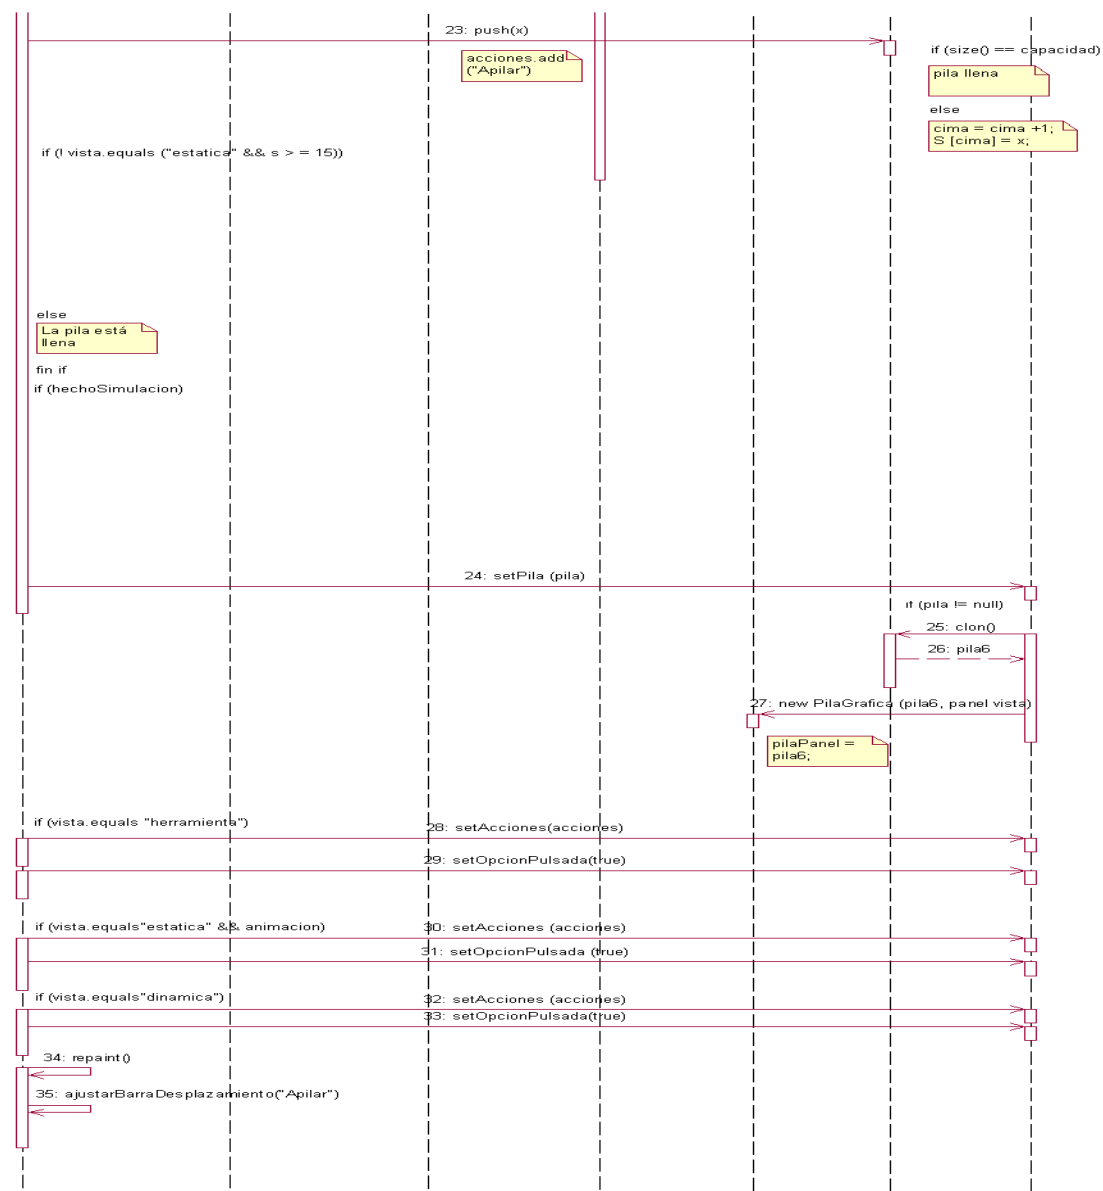 23: push(x)
if (size() == capacidad)
acciones.add
("Apilar")
pila llena
else
cima = cima +1;
S [cima] = x;
if (! vista.equals ("estatica" && s > = 15))
else
La pila está
llena
fin if
if (hechoSimulacion)
24: setPila (pila)
if (pila != null)
25: clon()
26: pila6
27: new PilaGrafica (pila6, panel vista)
pilaPanel =
pila6;
if (vista.equals "herramienta")
28: setAcciones(acciones)
29: setOpcionPulsada(true)
if (vista.equals"estatica" && animacion)
30: setAcciones (acciones)
31: setOpcionPulsada (true)
if (vista.equals"dinamica")
32: setAcciones (acciones)
33: setOpcionPulsada(true)
34: repaint()
35: ajustarBarraDesplazamiento("Apilar")